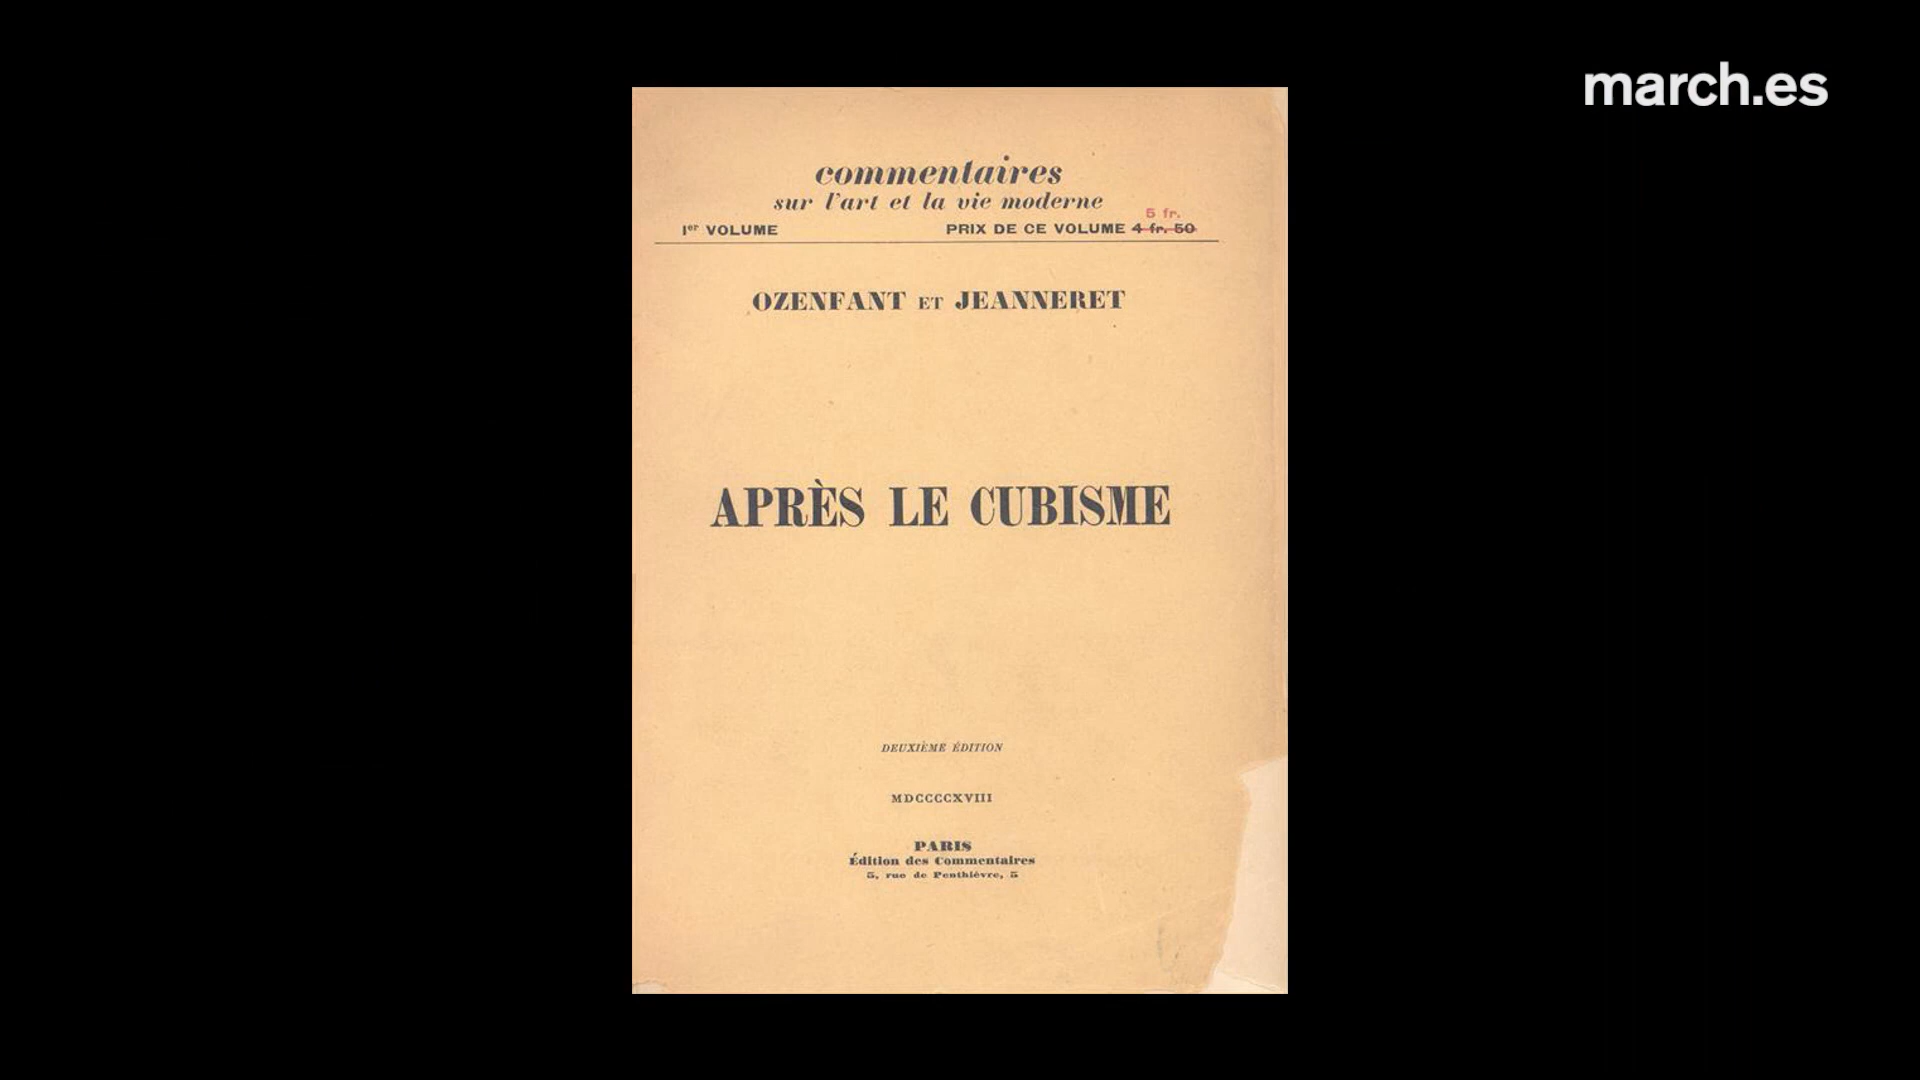 march.es
commentaires
sur l'art et la vie moderne
5 fr.
Ier VOLUME PRIX DE CE VOLUME 4 fr. 50
OZENFANT ET JEANNERET
APRÈS LE CUBISME
DEUXIÈME ÉDITION
MDCCCCXVIII
PARIS
Édition des Commentaires
5, rue de Penthièvre, 5